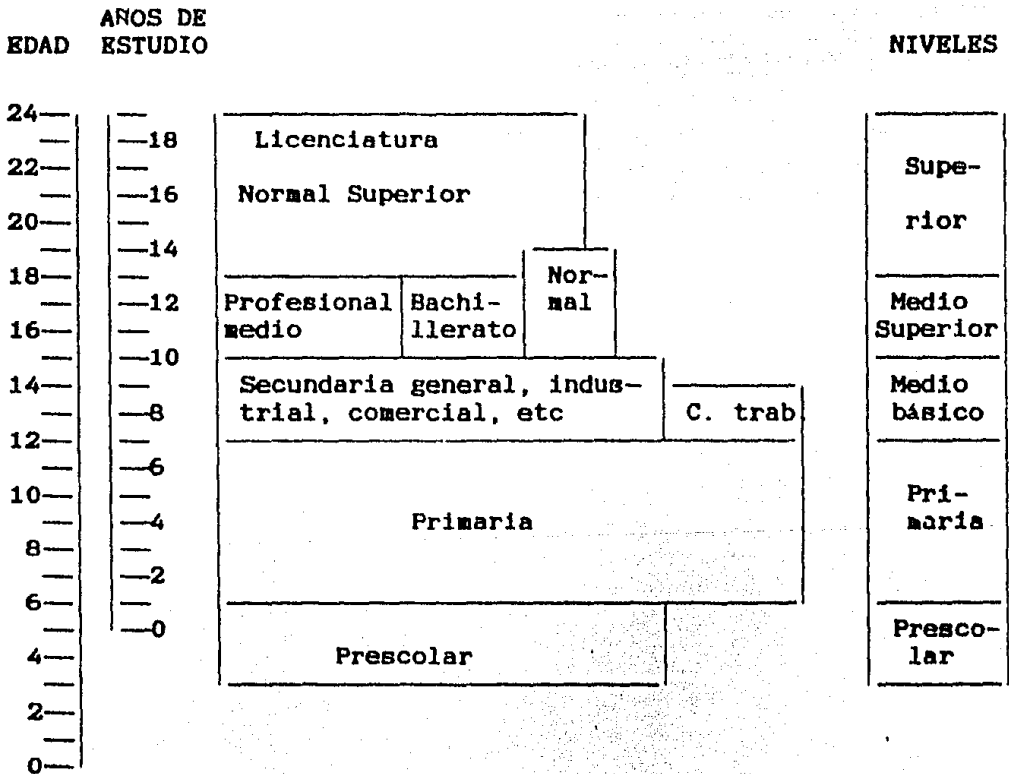 AÑOS DE
EDAD ESTUDIO NIVELES
24
18 Licenciatura
22 Supe-
16 Normal Superior
20 rior
14
18 Nor-
12 Profesional Bachi- mal Medio
16 medio llerato Superior
10
14 Secundaria general, indus- Medio
8 trial, comercial, etc C. trab básico
12
6
10 Pri-
4 Primaria maria
8
2
6
0 Presco-
4 Prescolar lar
2
0